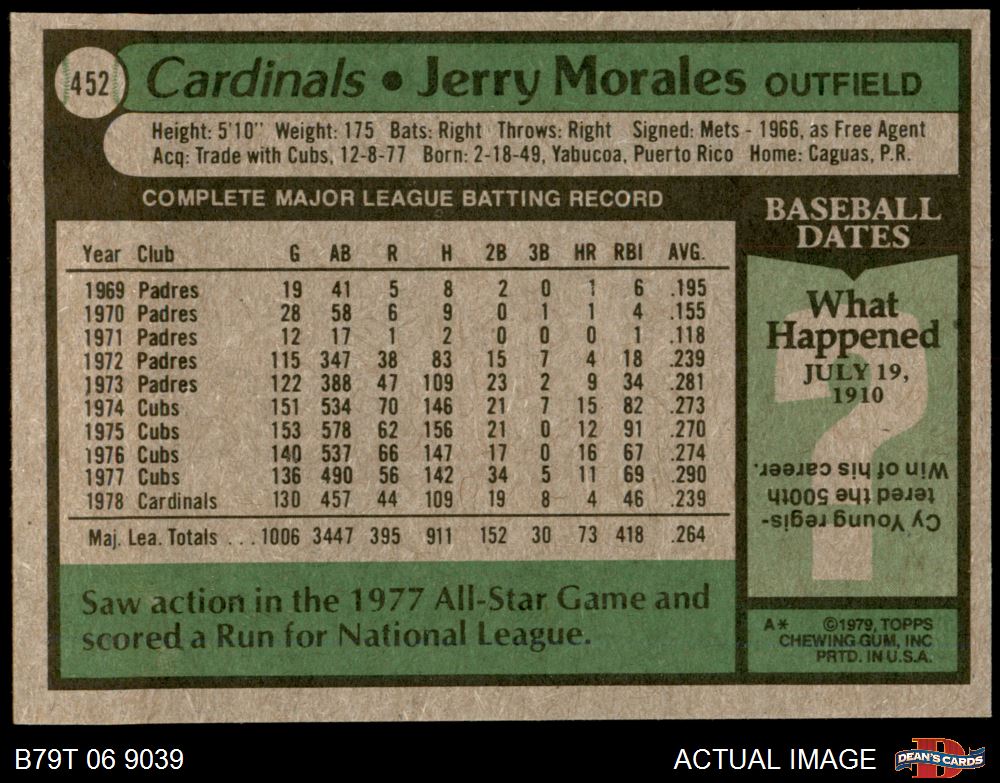 452
Cardinals • Jerry Morales OUTFIELD
Height: 5'10" Weight: 175 Bats: Right Throws: Right Signed: Mets - 1966, as Free Agent
Acq: Trade with Cubs, 12-8-77 Born: 2-18-49, Yabucoa, Puerto Rico Home: Caguas, P.R.
COMPLETE MAJOR LEAGUE BATTING RECORD
Year Club G AB R H 2B 3B HR RBI AVG.
1969 Padres 19 41 5 8 2 0 1 6 .195
1970 Padres 28 58 6 9 0 1 1 4 .155
1971 Padres 12 17 1 2 0 0 0 1 .118
1972 Padres 115 347 38 83 15 7 4 18 .239
1973 Padres 122 388 47 109 23 2 9 34 .281
1974 Cubs 151 534 70 146 21 7 15 82 .273
1975 Cubs 153 578 62 156 21 0 12 91 .270
1976 Cubs 140 537 66 147 17 0 16 67 .274
1977 Cubs 136 490 56 142 34 5 11 69 .290
1978 Cardinals 130 457 44 109 19 8 4 46 .239
Maj. Lea. Totals . . . 1006 3447 395 911 152 30 73 418 .264
Saw action in the 1977 All-Star Game and
scored a Run for National League.
BASEBALL
DATES
What
Happened
JULY 19,
1910
Cy Young regis-
tered the 500th
Win of his career.
A* ©1979, TOPPS
CHEWING GUM, INC
PRTD. IN U.S.A.
B79T 06 9039
ACTUAL IMAGE
D
DEAN'S CARDS